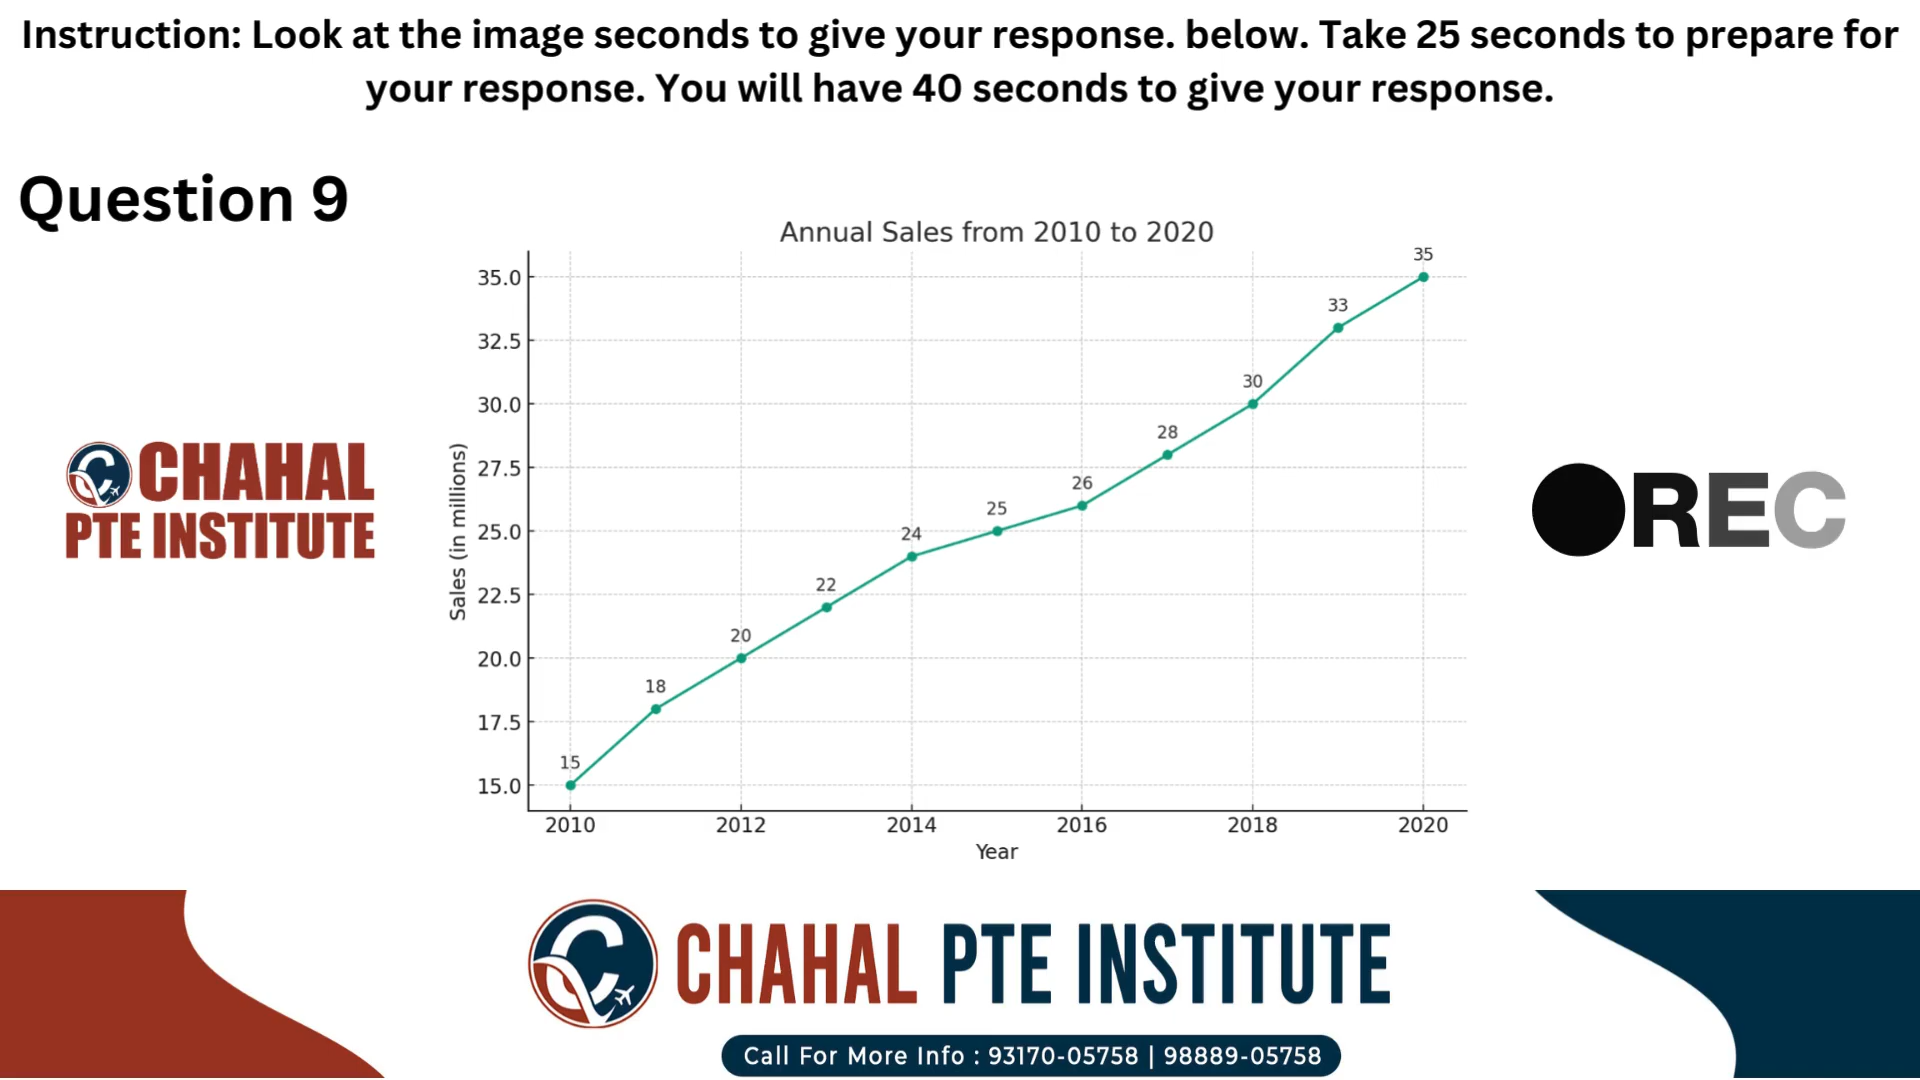 Instruction: Look at the image seconds to give your response. below. Take 25 seconds to prepare for
your response. You will have 40 seconds to give your response.
Question 9
Annual Sales from 2010 to 2020
35.0
32.5
30.0
27.5
25.0
22.5
20.0
17.5
15.0
Sales (in millions)
15
18
20
22
24
25
26
28
30
33
35
2010 2012 2014 2016 2018 2020
Year
CHAHAL
PTE INSTITUTE
REC
CHAHAL PTE INSTITUTE
Call For More Info : 93170-05758 | 98889-05758